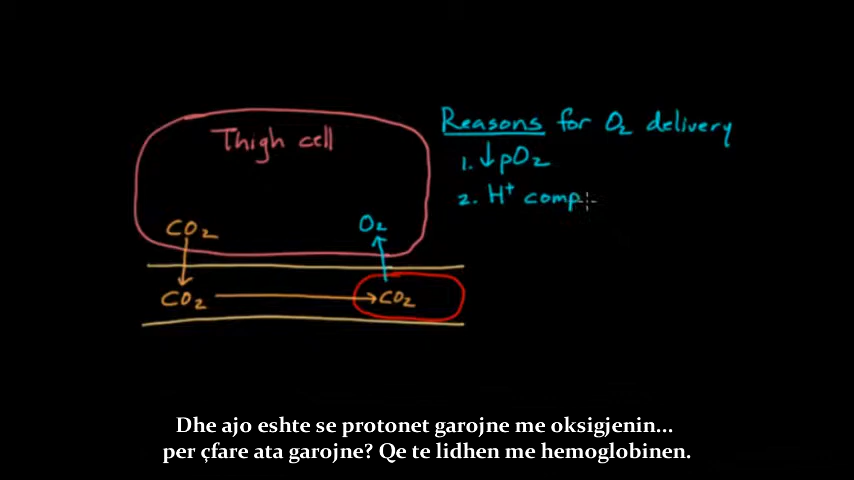 Reasons for O₂ delivery
Thigh cell
1. ↓pO₂
2. H⁺ comp
CO₂
O₂
CO₂
CO₂
Dhe ajo eshte se protonet garojne me oksigjenin...
per çfare ata garojne? Qe te lidhen me hemoglobinen.